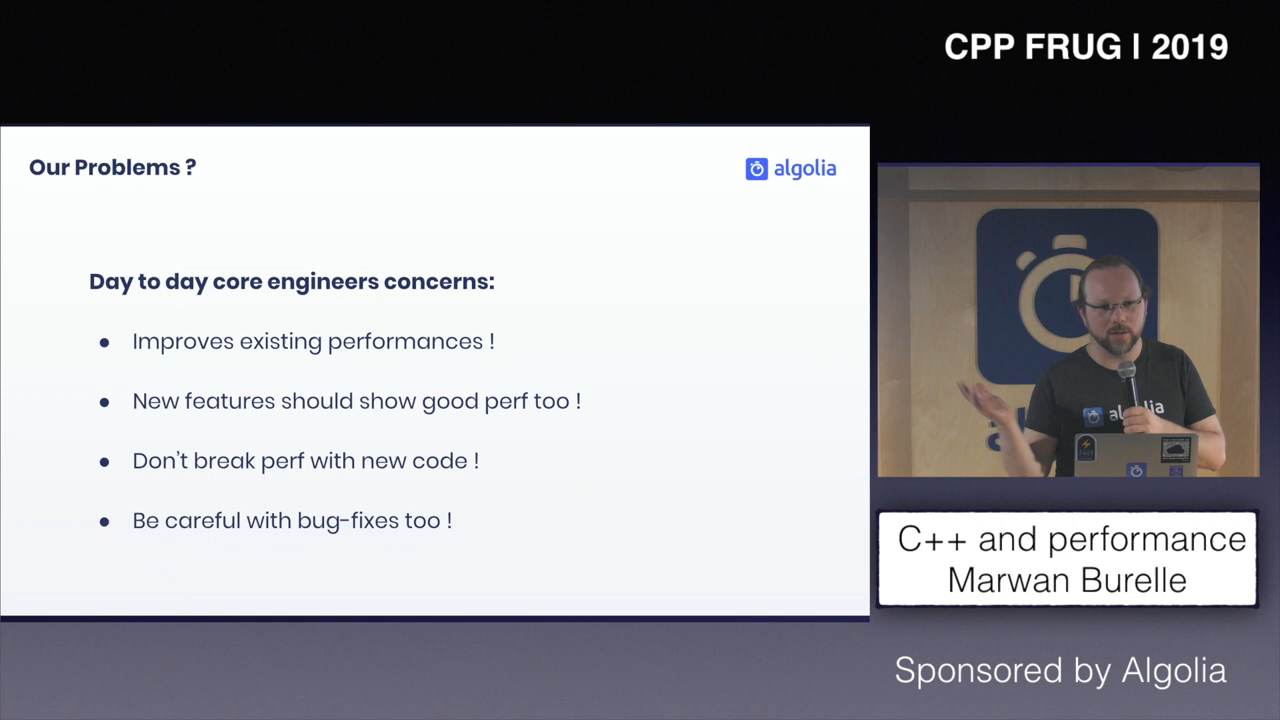 CPP FRUG | 2019
Our Problems ?
algolia
Day to day core engineers concerns:
● Improves existing performances !
● New features should show good perf too !
● Don't break perf with new code !
● Be careful with bug-fixes too !
C++ and performance
Marwan Burelle
Sponsored by Algolia